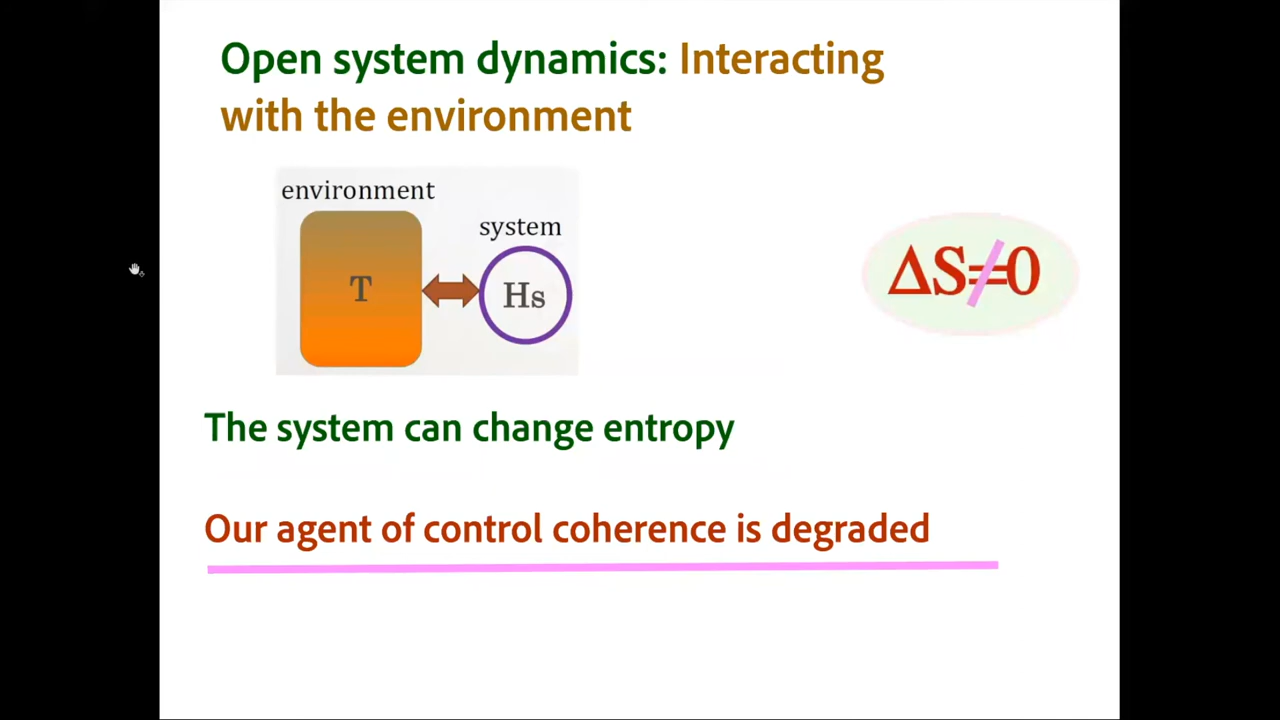 Open system dynamics: Interacting
with the environment
environment
system
T
Hs
ΔS≠0
The system can change entropy
Our agent of control coherence is degraded